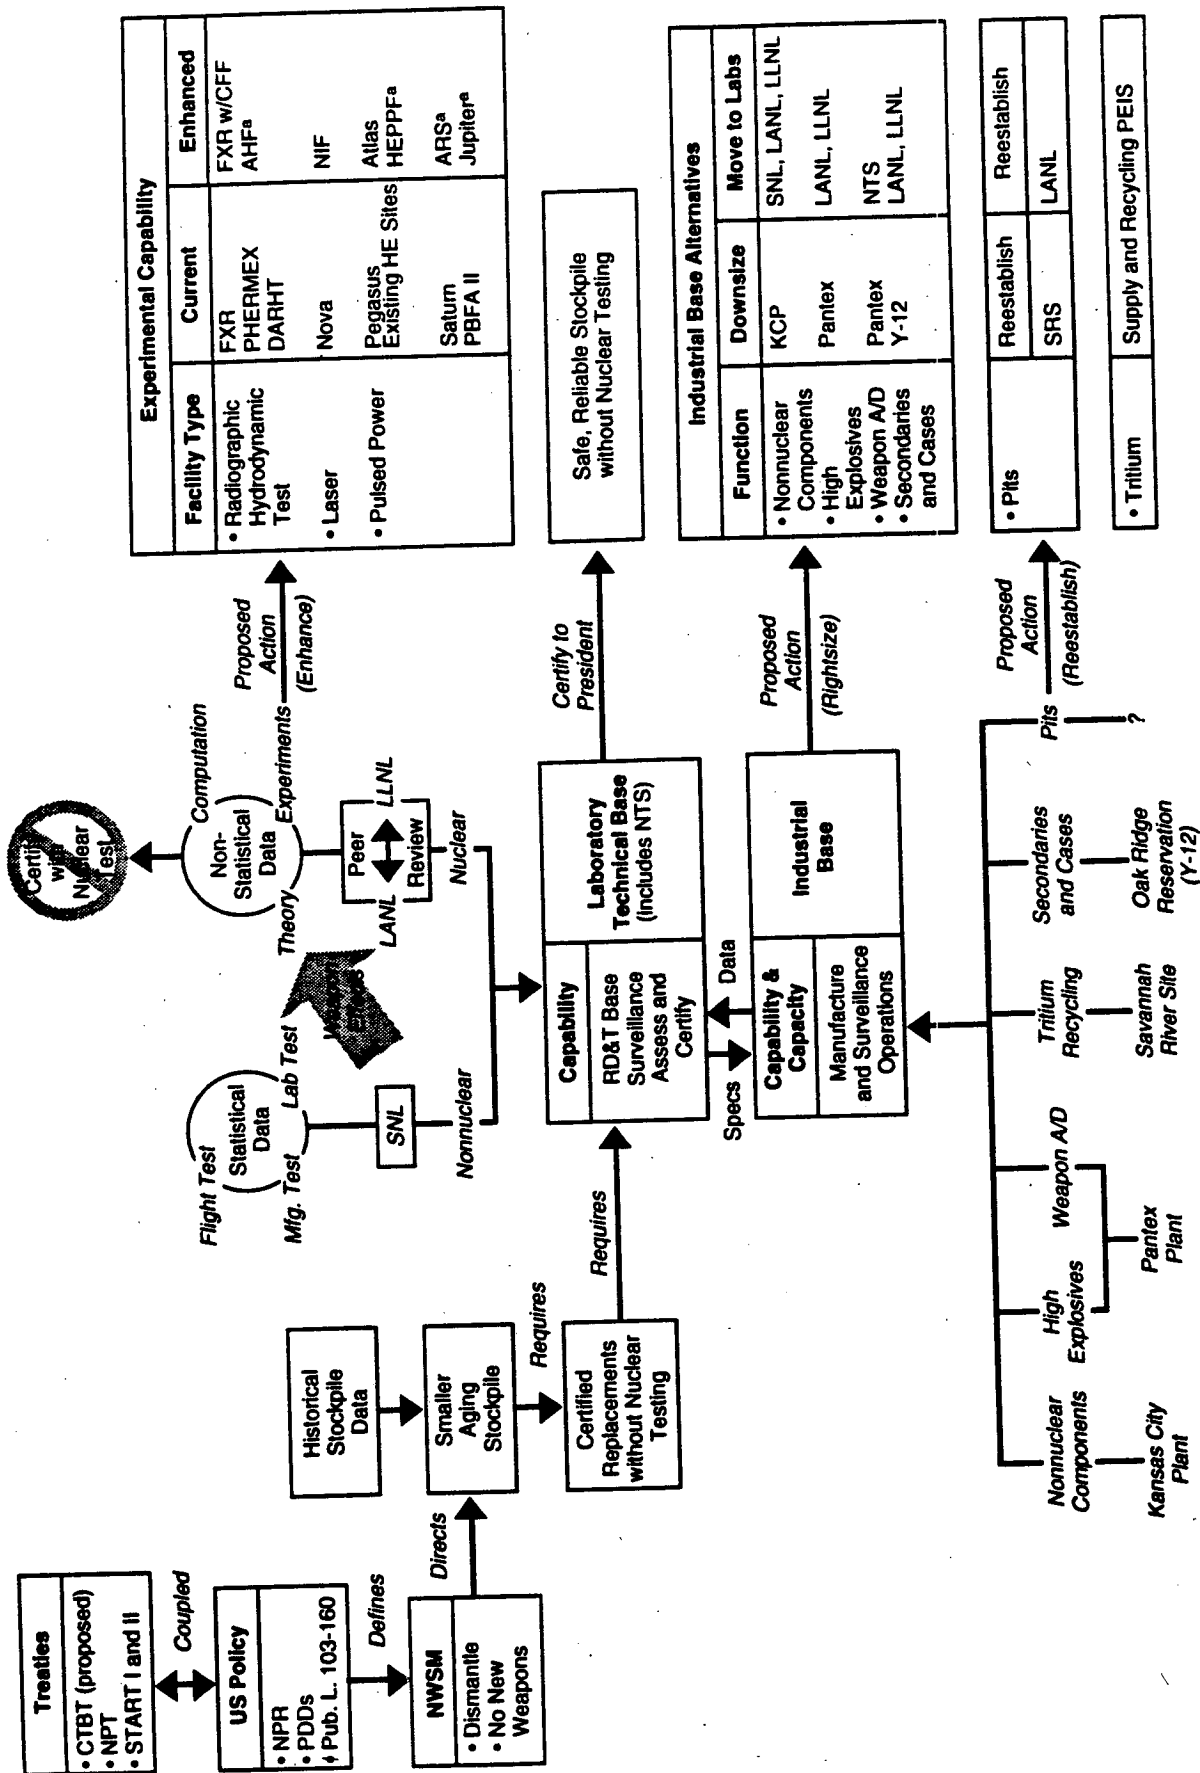 Treaties
• CTBT (proposed)
• NPT
• START I and II
Coupled
US Policy
• NPR
• PDDs
• Pub. L. 103-160
Defines
NWSM
• Dismantle
• No New
Weapons
Directs
Historical
Stockpile
Data
Smaller
Aging
Stockpile
Requires
Certified
Replacements
without Nuclear
Testing
Requires
Flight Test
Statistical
Data
Mfg. Test
Lab Test
SNL
Nonnuclear
Weapon
Certify
with
Nuclear
Test
Computation
Non-
Statistical
Data
Theory
Experiments
Peer
Review
LANL
LLNL
Nuclear
Capability
RD&T Base
Surveillance
Assess and
Certify
Laboratory
Technical Base
(includes NTS)
Specs
Data
Capability &
Capacity
Manufacture
and Surveillance
Operations
Industrial
Base
Nonnuclear
Components
Kansas City
Plant
High
Explosives
Weapon A/D
Pantex
Plant
Tritium
Recycling
Savannah
River Site
Secondaries
and Cases
Oak Ridge
Reservation
(Y-12)
Pits
?
Proposed
Action
(Enhance)
Certify to
President
Proposed
Action
(Rightsize)
Proposed
Action
(Reestablish)
Experimental Capability
Facility Type Current Enhanced
• Radiographic FXR FXR w/CFF
Hydrodynamic PHERMEX AHFa
Test DARHT
• Laser Nova NIF
• Pulsed Power Pegasus Atlas
Existing HE Sites HEPPFa
Saturn ARSa
PBFA II Jupitera
Safe, Reliable Stockpile
without Nuclear Testing
Industrial Base Alternatives
Function Downsize Move to Labs
• Nonnuclear KCP SNL, LANL, LLNL
Components
• High Pantex LANL, LLNL
Explosives
• Weapon A/D Pantex NTS
• Secondaries Y-12 LANL, LLNL
and Cases
• Pits Reestablish Reestablish
SRS LANL
• Tritium Supply and Recycling PEIS